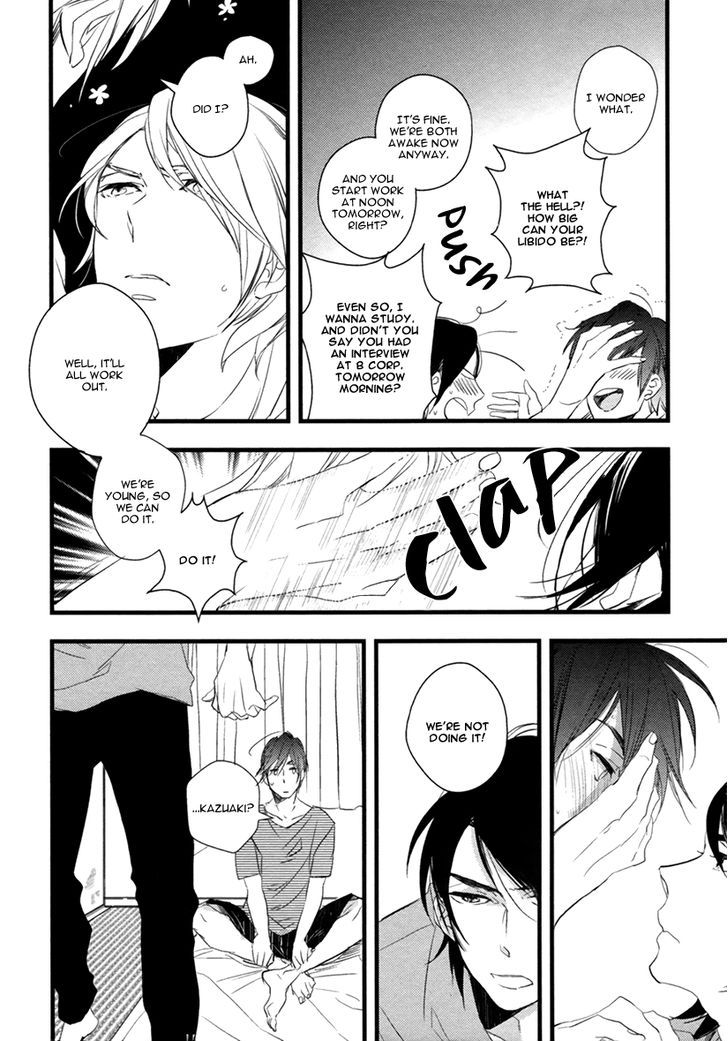 I WONDER
WHAT.
WHAT
THE HELL?!
HOW BIG
CAN YOUR
LIBIDO BE?!
IT'S FINE.
WE'RE BOTH
AWAKE NOW
ANYWAY.
AND YOU
START WORK
AT NOON
TOMORROW,
RIGHT?
PUSH
EVEN SO, I
WANNA STUDY.
AND DIDN'T YOU
SAY YOU HAD
AN INTERVIEW
AT B CORP.
TOMORROW
MORNING?
AH.
DID I?
WELL, IT'LL
ALL WORK
OUT.
CLAP
WE'RE
YOUNG, SO
WE CAN
DO IT.
DO IT!
WE'RE NOT
DOING IT!
...KAZUAKI?